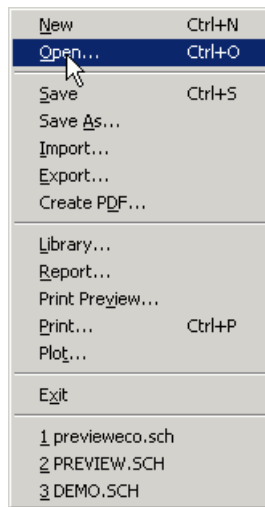 New Ctrl+N
Open... Ctrl+O
Save Ctrl+S
Save As...
Import...
Export...
Create PDF...
Library...
Report...
Print Preview...
Print... Ctrl+P
Plot...
Exit
1 previeweco.sch
2 PREVIEW.SCH
3 DEMO.SCH